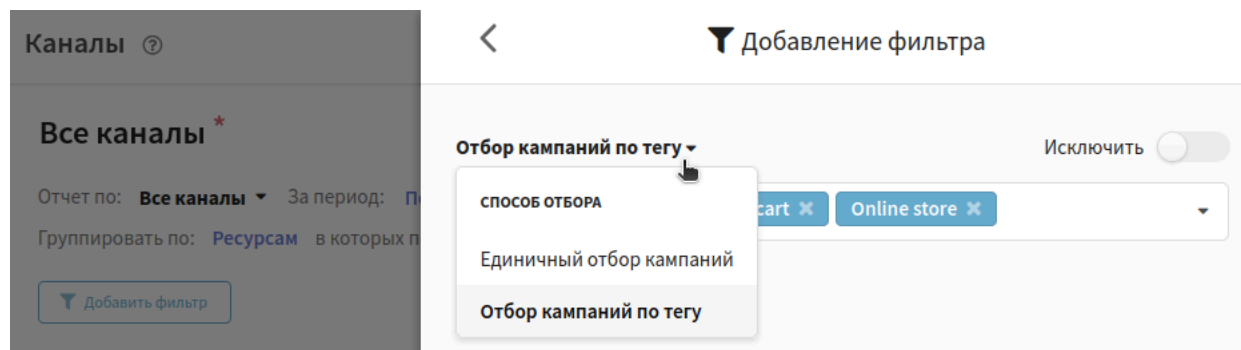 Каналы ?
Добавление фильтра
Все каналы *
Отбор кампаний по тегу
Исключить
СПОСОБ ОТБОРА
Отчет по: Все каналы За период:
cart × Online store ×
Группировать по: Ресурсам в которых
Единичный отбор кампаний
Добавить фильтр
Отбор кампаний по тегу